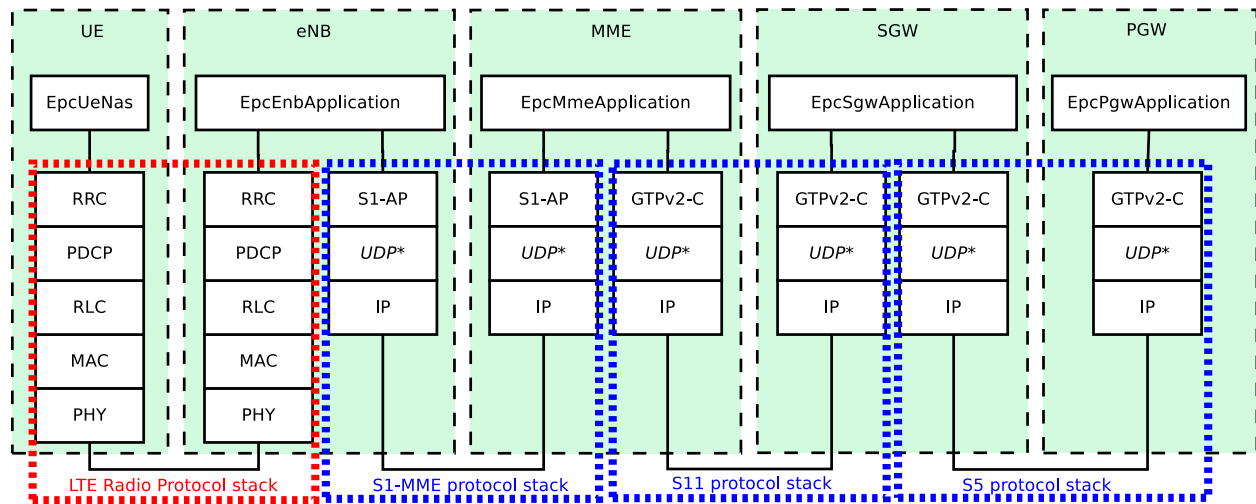 UE eNB MME SGW PGW
EpcUeNas EpcEnbApplication EpcMmeApplication EpcSgwApplication EpcPgwApplication
RRC RRC S1-AP S1-AP GTPv2-C GTPv2-C GTPv2-C GTPv2-C
PDCP PDCP UDP* UDP* UDP* UDP* UDP* UDP*
RLC RLC IP IP IP IP IP IP
MAC MAC
PHY PHY
LTE Radio Protocol stack S1-MME protocol stack S11 protocol stack S5 protocol stack